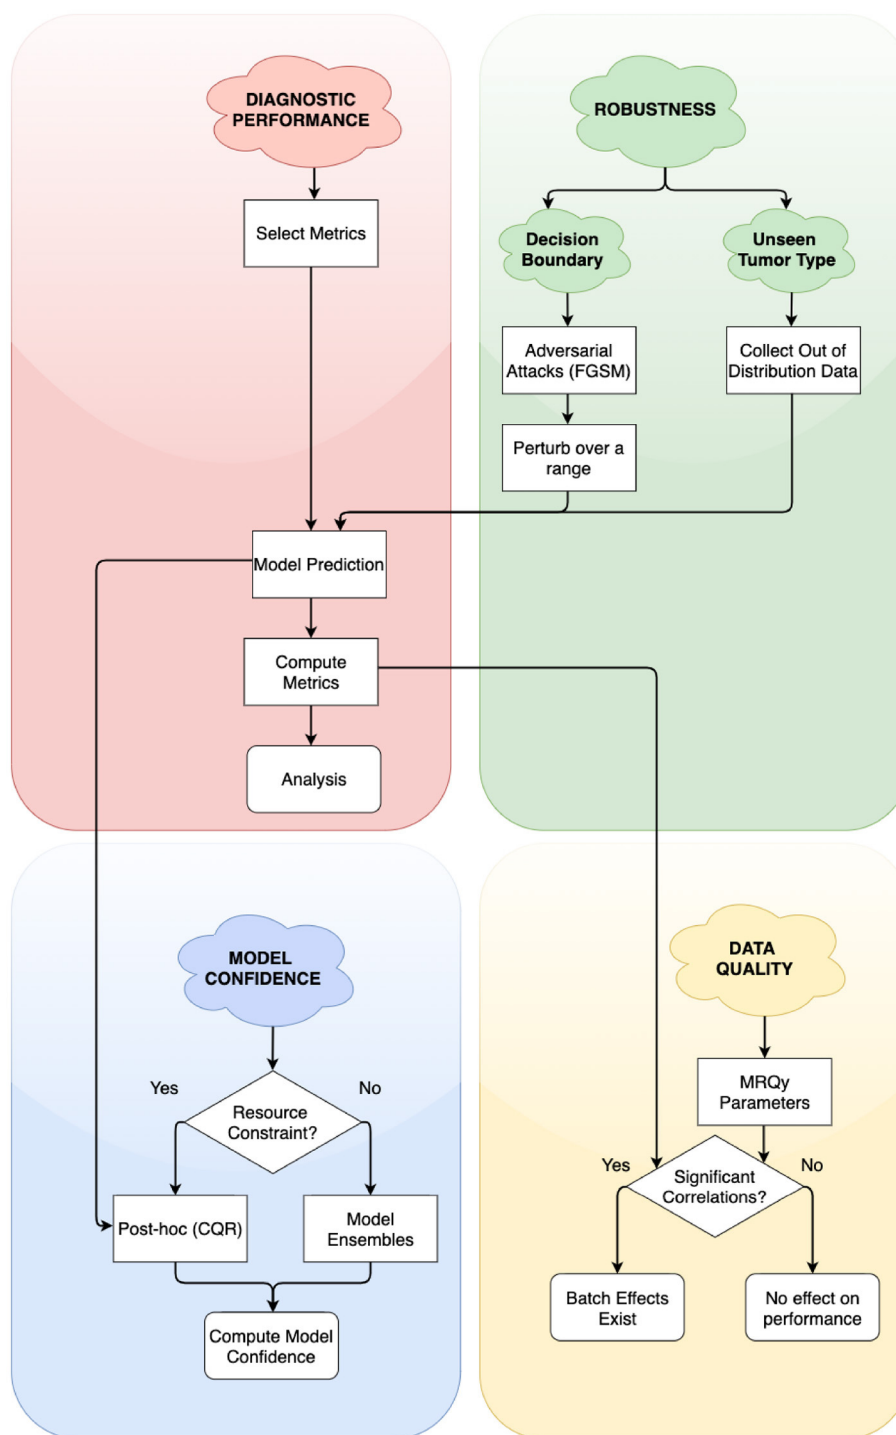 DIAGNOSTIC
PERFORMANCE
Select Metrics
Model Prediction
Compute
Metrics
Analysis
ROBUSTNESS
Decision
Boundary
Unseen
Tumor Type
Adversarial
Attacks (FGSM)
Collect Out of
Distribution Data
Perturb over a
range
MODEL
CONFIDENCE
Yes
No
Resource
Constraint?
Post-hoc (CQR)
Model
Ensembles
Compute Model
Confidence
DATA
QUALITY
MRQy
Parameters
Yes
No
Significant
Correlations?
Batch Effects
Exist
No effect on
performance